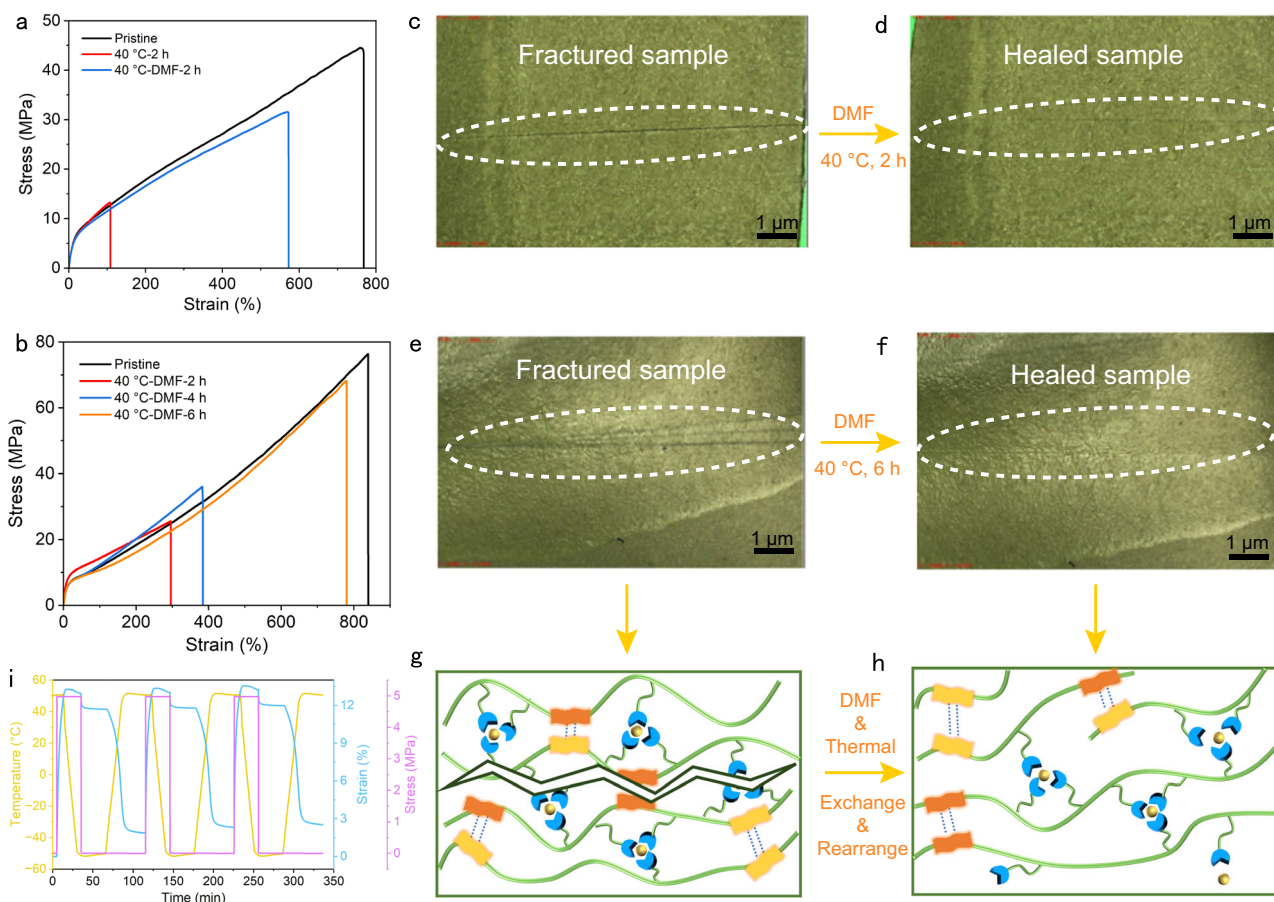 a
50
40
30
20
10
0
Stress (MPa)
Pristine
40 °C-2 h
40 °C-DMF-2 h
0
200
400
600
800
Strain (%)
c
Fractured sample
1 µm
DMF
40 °C, 2 h
d
Healed sample
1 µm
b
80
60
40
20
0
Stress (MPa)
Pristine
40 °C-DMF-2 h
40 °C-DMF-4 h
40 °C-DMF-6 h
0
200
400
600
800
Strain (%)
e
Fractured sample
1 µm
DMF
40 °C, 6 h
f
Healed sample
1 µm
i
60
40
20
0
−20
−40
−60
Temperature (°C)
12
9
6
3
0
Strain (%)
5
4
3
2
1
0
Stress (MPa)
0
50
100
150
200
250
300
350
Time (min)
g
DMF
&
Thermal
Exchange
&
Rearrange
h